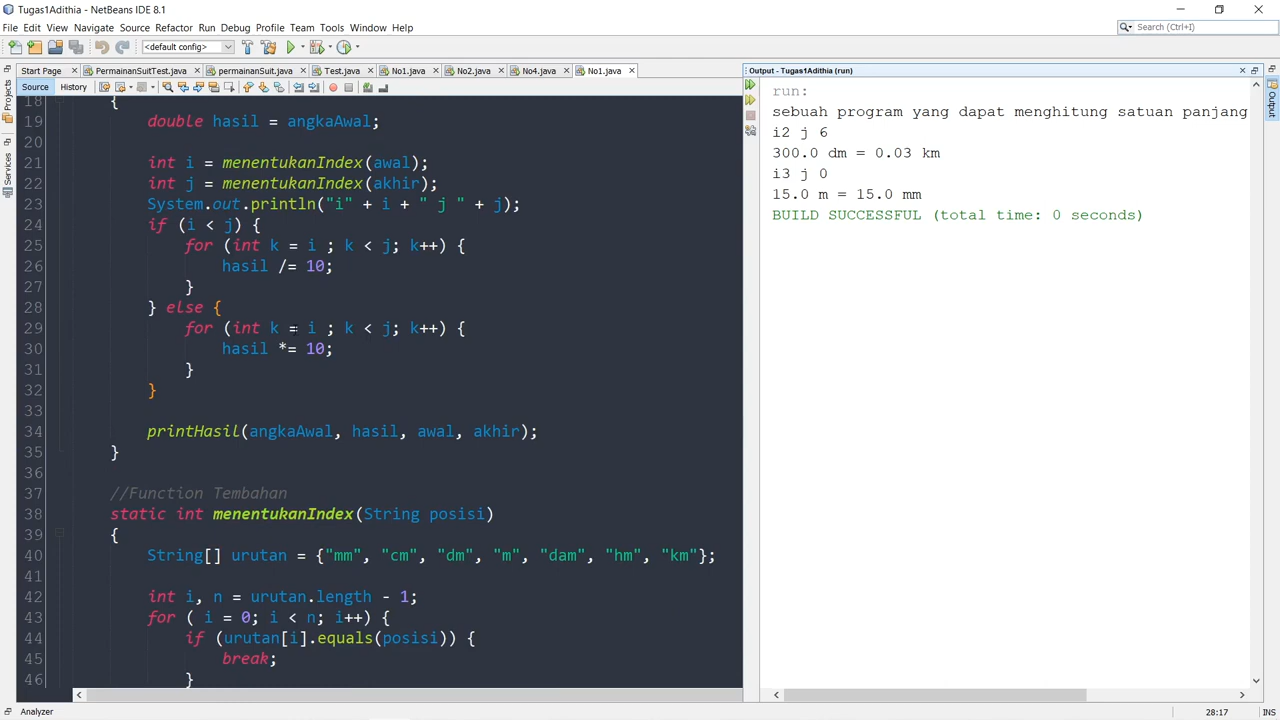 Tugas1Adithia - NetBeans IDE 8.1
File Edit View Navigate Source Refactor Run Debug Profile Team Tools Window Help
Search (Ctrl+I)
<default config>
Start Page PermainanSuitTest.java permainanSuit.java Test.java No1.java No2.java No4.java No1.java
Source History
Projects
Services
18 {
19 double hasil = angkaAwal;
20
21 int i = menentukanIndex(awal);
22 int j = menentukanIndex(akhir);
23 System.out.println("i" + i + " j " + j);
24 if (i < j) {
25 for (int k = i ; k < j; k++) {
26 hasil /= 10;
27 }
28 } else {
29 for (int k = i ; k < j; k++) {
30 hasil *= 10;
31 }
32 }
33
34 printHasil(angkaAwal, hasil, awal, akhir);
35 }
36
37 //Function Tembahan
38 static int menentukanIndex(String posisi)
39 {
40 String[] urutan = {"mm", "cm", "dm", "m", "dam", "hm", "km"};
41
42 int i, n = urutan.length - 1;
43 for ( i = 0; i < n; i++) {
44 if (urutan[i].equals(posisi)) {
45 break;
46 }
Output - Tugas1Adithia (run)
run:
sebuah program yang dapat menghitung satuan panjang
i2 j 6
300.0 dm = 0.03 km
i3 j 0
15.0 m = 15.0 mm
BUILD SUCCESSFUL (total time: 0 seconds)
Output
Analyzer
28:17 INS